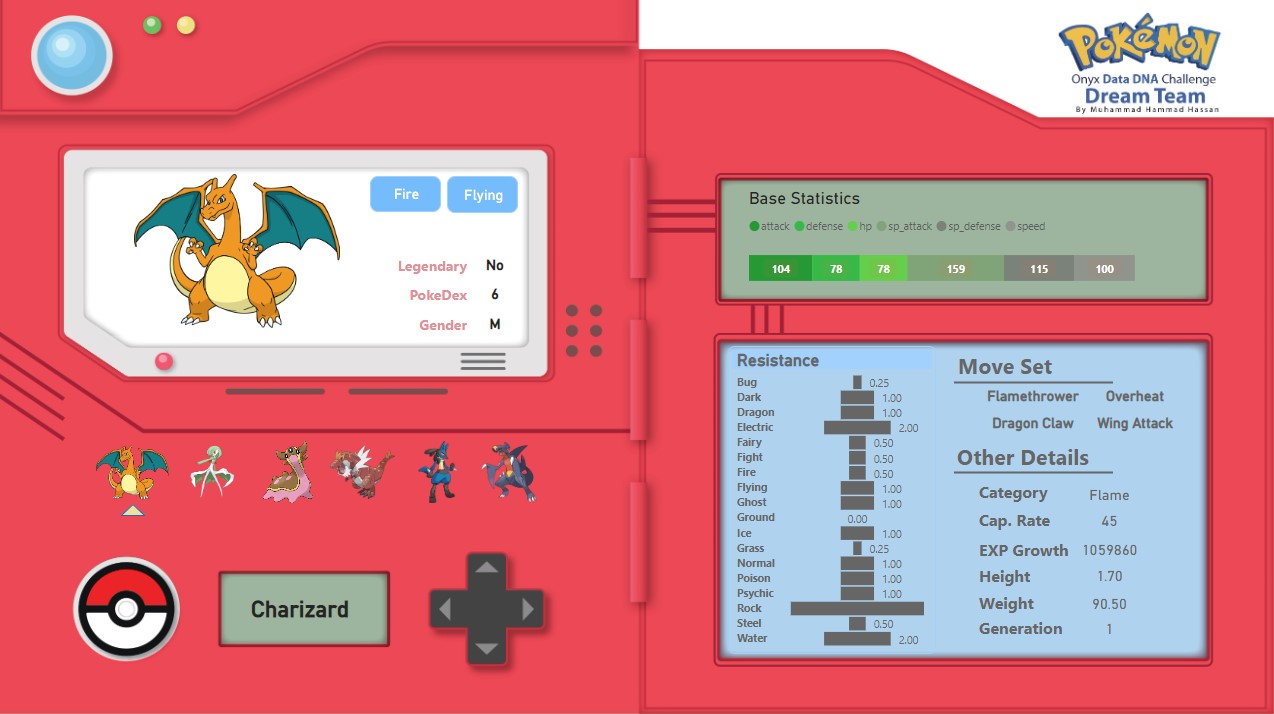 POKéMON
Onyx Data DNA Challenge
Dream Team
By Muhammad Hammad Hassan
Fire Flying
Legendary No
PokeDex 6
Gender M
Charizard
Base Statistics
attack defense hp sp_attack sp_defense speed
104 78 78 159 115 100
Resistance
Bug 0.25
Dark 1.00
Dragon 1.00
Electric 2.00
Fairy 0.50
Fight 0.50
Fire 0.50
Flying 1.00
Ghost 1.00
Ground 0.00
Ice 1.00
Grass 0.25
Normal 1.00
Poison 1.00
Psychic 1.00
Rock
Steel 0.50
Water 2.00
Move Set
Flamethrower Overheat
Dragon Claw Wing Attack
Other Details
Category Flame
Cap. Rate 45
EXP Growth 1059860
Height 1.70
Weight 90.50
Generation 1